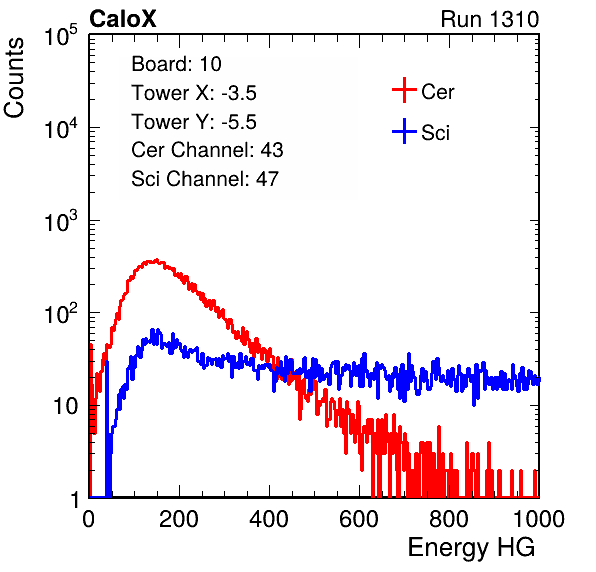 CaloX Run 1310
Counts
Board: 10
Tower X: -3.5
Tower Y: -5.5
Cer Channel: 43
Sci Channel: 47
Cer
Sci
10^5
10^4
10^3
10^2
10
1
0 200 400 600 800 1000
Energy HG